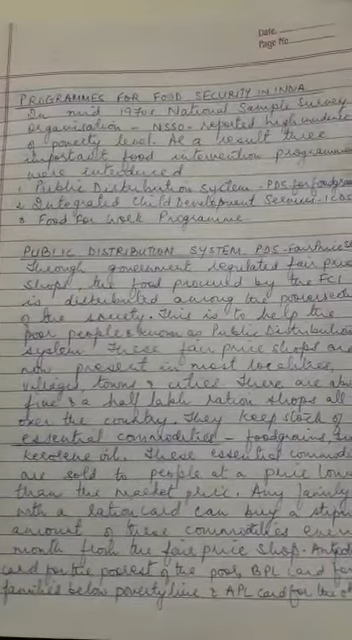 Date
Page No
PROGRAMMES FOR FOOD SECURITY IN INDIA
In mid 1970s National Sample Survey
Organisation - NSSO - reported high incidence
of poverty level. As a result three
important food intervention programmes
were introduced
1. Public Distribution System - PDS for foodgrains
2. Integrated Child Development Services - ICDS
3 Food for Work Programme
PUBLIC DISTRIBUTION SYSTEM PDS - Fair Price
Through government regulated fair price
shops, the food procured by the FCI
is distributed among the
of the society. This is to help the
poor people & known as Public Distribution
System. These fair price shops are
now present in most localities,
villages, towns & cities. There are
five & a half lakh ration shops all
over the country. They keep stock of
essential commodities - foodgrains,
kerosene oil. These essential
are sold to people at a price
than the market price. Any family
with a ration card can buy a
amount of these commodities every
month from the fair price shop.
card for the poorest of the poor, BPL card for
families below poverty line & APL card for the